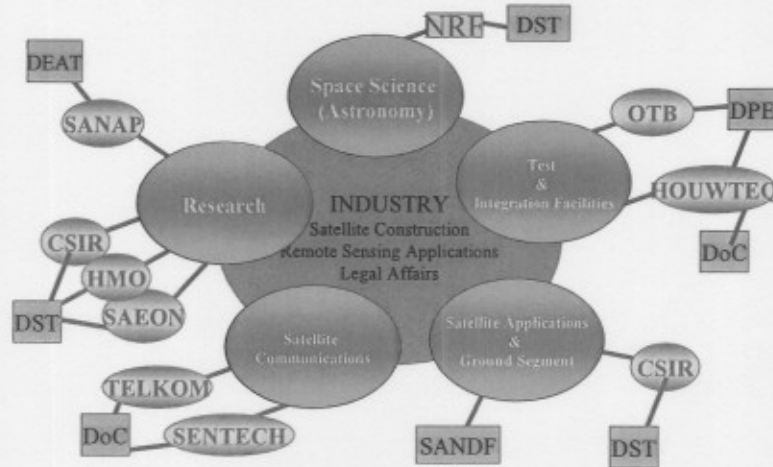 NRF
DST
DEAT
Space Science
(Astronomy)
SANAP
OTB
DPE
Test
&
Integration Facilities
HOUWTEQ
Research
INDUSTRY
Satellite Construction
Remote Sensing Applications
Legal Affairs
CSIR
HMO
SAEON
DST
DoC
Satellite
Communications
Satellite Applications
&
Ground Segment
CSIR
TELKOM
DoC
SENTECH
SANDF
DST